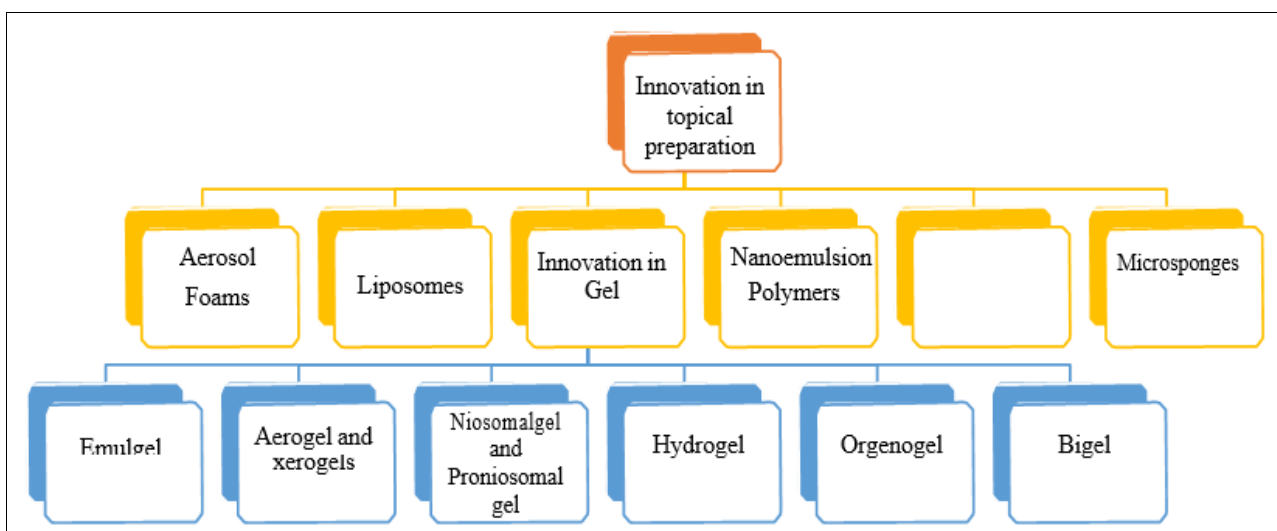 Innovation in
topical
preparation
Aerosol
Foams
Liposomes
Innovation in
Gel
Nanoemulsion
Polymers
Microsponges
Emulgel
Aerogel and
xerogels
Niosomalgel
and
Proniosomal
gel
Hydrogel
Orgenogel
Bigel